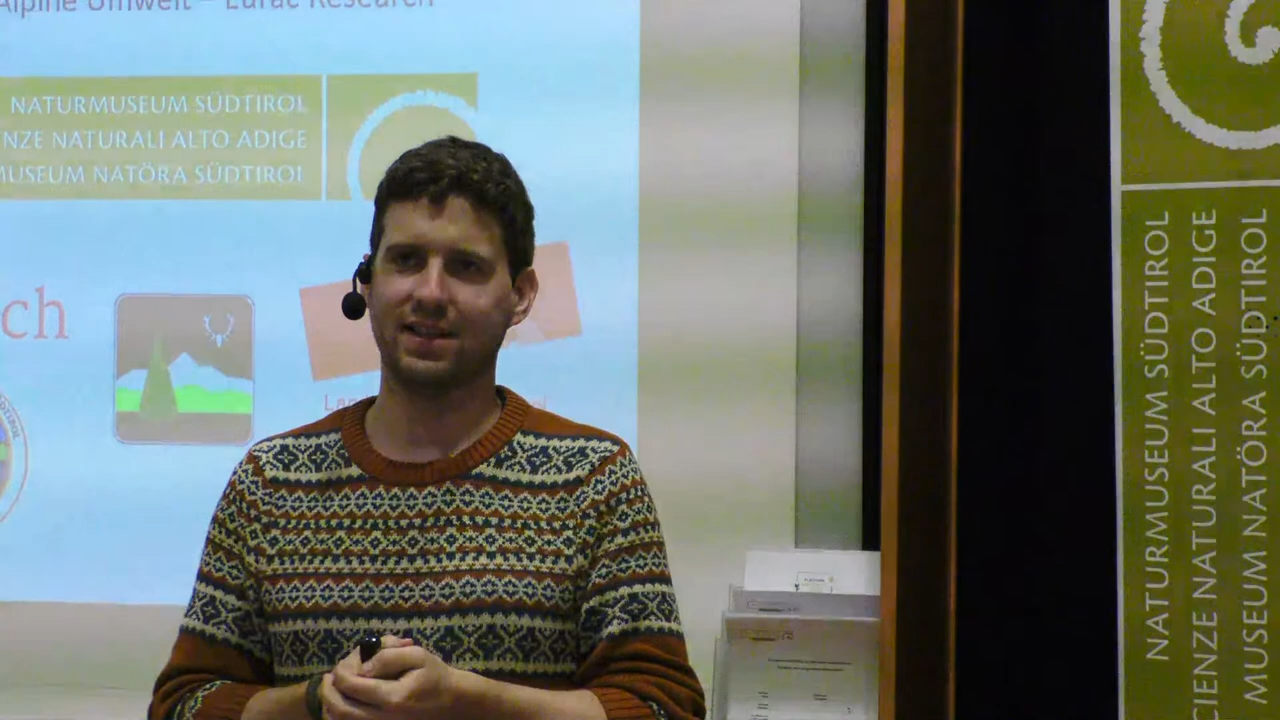 Alpine Umwelt – Eurac Research
NATURMUSEUM SÜDTIROL
NZE NATURALI ALTO ADIGE
MUSEUM NATÖRA SÜDTIROL
ch
NATURMUSEUM SÜDTIROL
CIENZE NATURALI ALTO ADIGE
MUSEUM NATÖRA SÜDTIROL